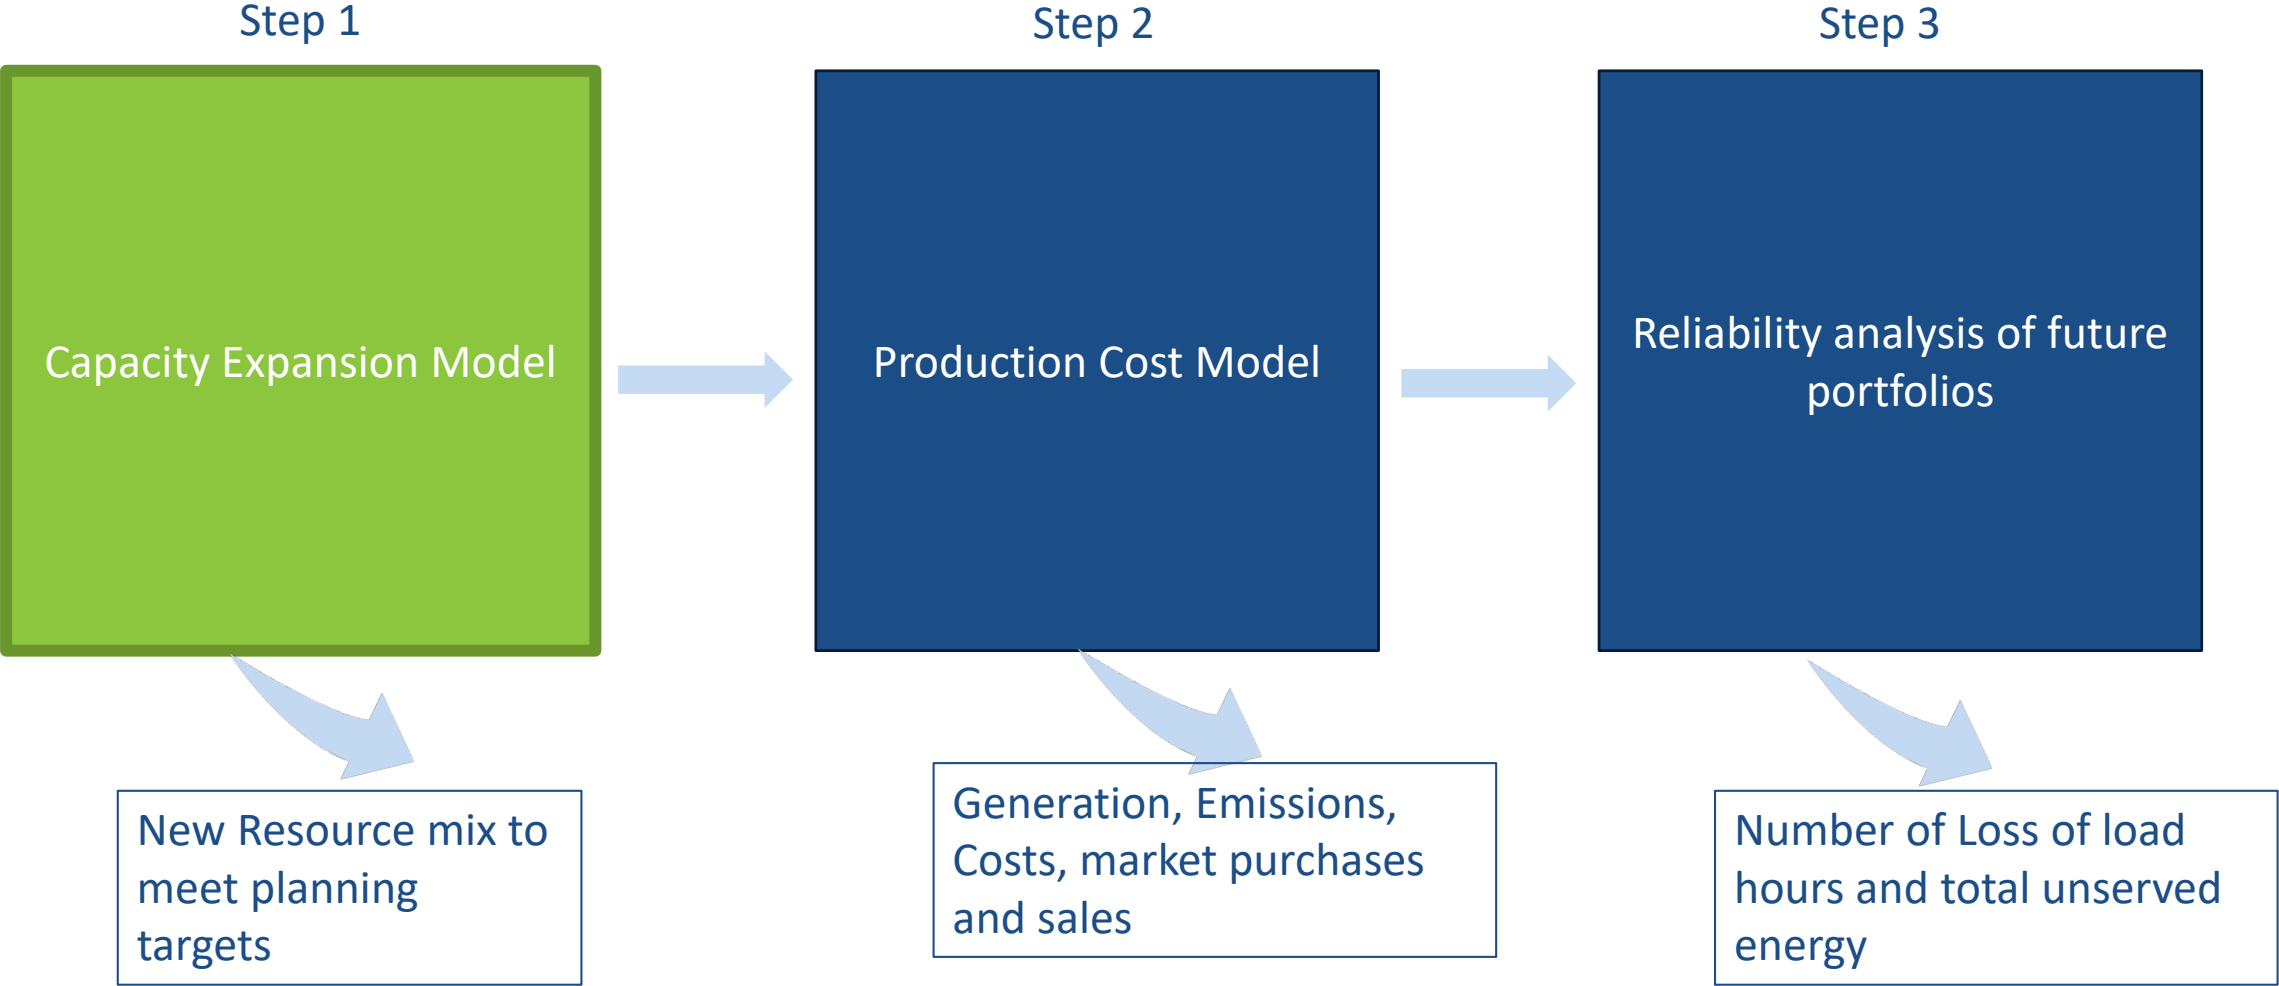 Step 1
Step 2
Step 3
Capacity Expansion Model
Production Cost Model
Reliability analysis of future
portfolios
New Resource mix to
meet planning
targets
Generation, Emissions,
Costs, market purchases
and sales
Number of Loss of load
hours and total unserved
energy